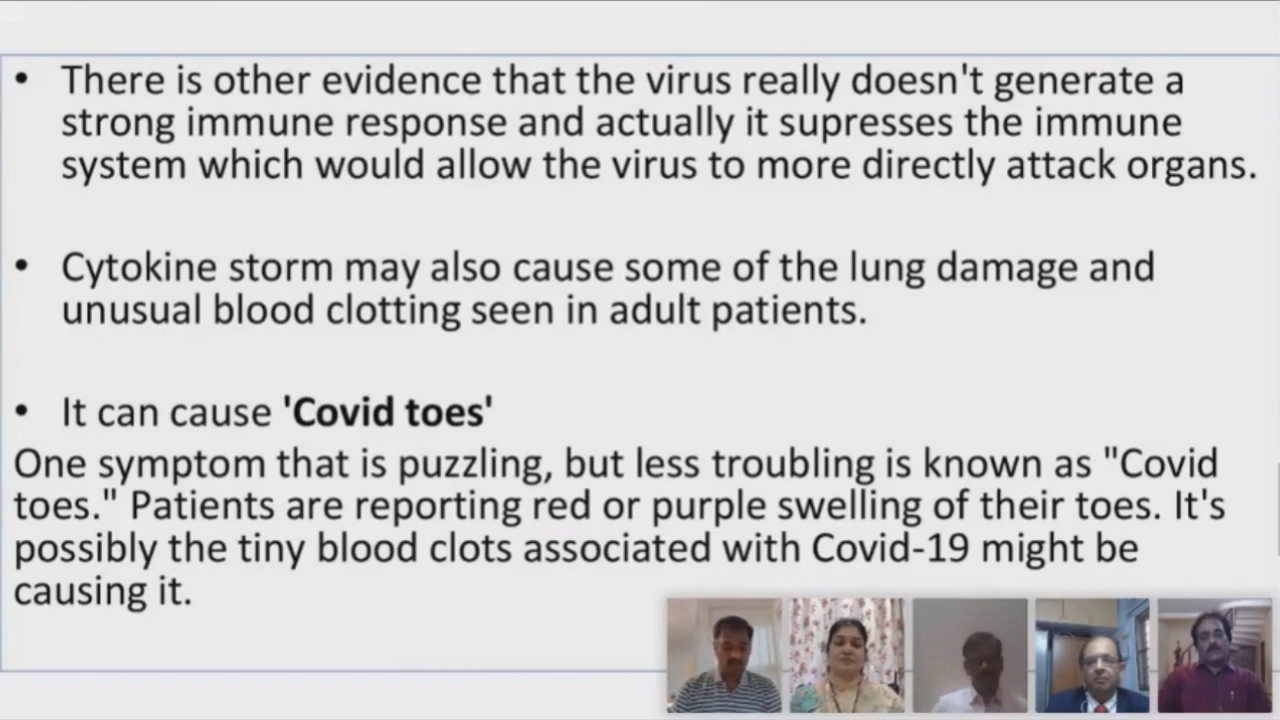 • There is other evidence that the virus really doesn't generate a
strong immune response and actually it supresses the immune
system which would allow the virus to more directly attack organs.
• Cytokine storm may also cause some of the lung damage and
unusual blood clotting seen in adult patients.
• It can cause 'Covid toes'
One symptom that is puzzling, but less troubling is known as "Covid
toes." Patients are reporting red or purple swelling of their toes. It's
possibly the tiny blood clots associated with Covid-19 might be
causing it.